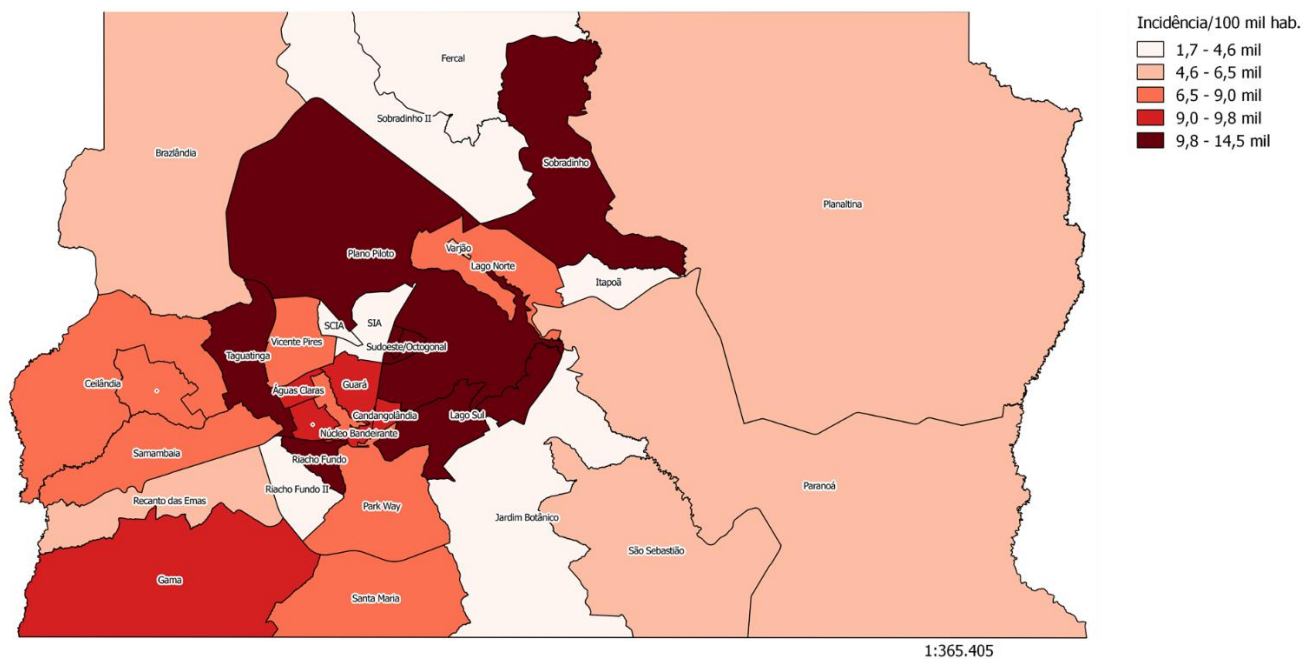 Incidência/100 mil hab.
1,7 - 4,6 mil
4,6 - 6,5 mil
6,5 - 9,0 mil
9,0 - 9,8 mil
9,8 - 14,5 mil
Fercal
Sobradinho II
Brazlândia
Sobradinho
Planaltina
Plano Piloto
Varjão
Lago Norte
Itapoã
SCIA
SIA
Vicente Pires
Sudoeste/Octogonal
Taguatinga
Ceilândia
Águas Claras
Guará
Candangolândia
Lago Sul
Núcleo Bandeirante
Samambaia
Riacho Fundo
Riacho Fundo II
Recanto das Emas
Park Way
Jardim Botânico
Paranoá
São Sebastião
Gama
Santa Maria
1:365.405